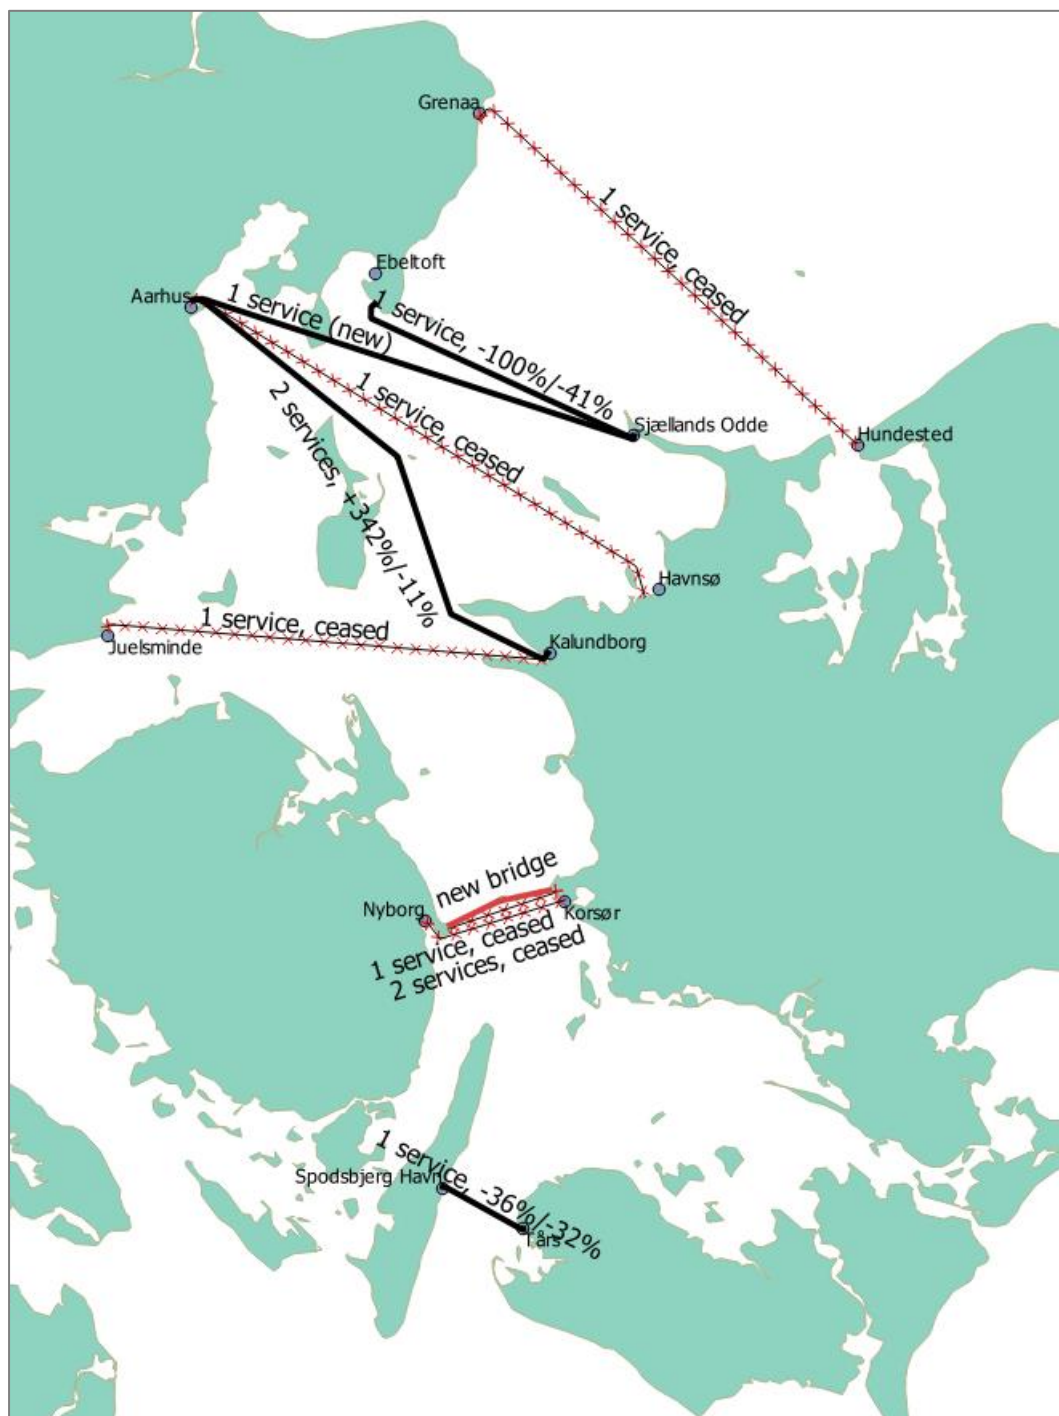 Grenaa
1 service, ceased
Ebeltoft
Aarhus
1 service (new)
1 service, -100%/-41%
1 service, ceased
2 services, +342%/-11%
Sjællands Odde
Hundested
Havnsø
1 service, ceased
Juelsminde
Kalundborg
new bridge
Nyborg
Korsør
1 service, ceased
2 services, ceased
1 service, -36%/-32%
Spodsbjerg Havn
Tårs